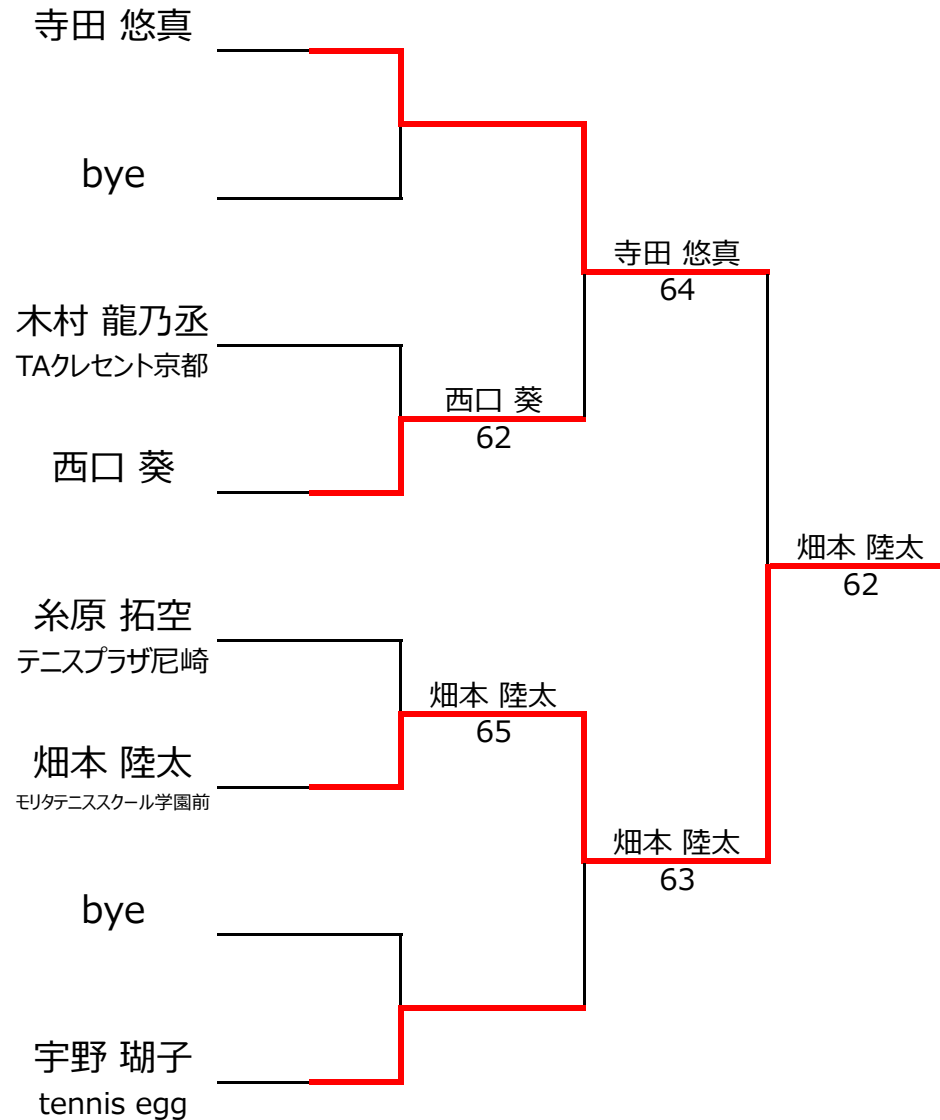 寺田 悠真
bye
木村 龍乃丞
TAクレセント京都
西口 葵
糸原 拓空
テニスプラザ尼崎
畑本 陸太
モリタテニススクール学園前
bye
宇野 瑚子
tennis egg
西口 葵
62
畑本 陸太
65
寺田 悠真
64
畑本 陸太
63
畑本 陸太
62